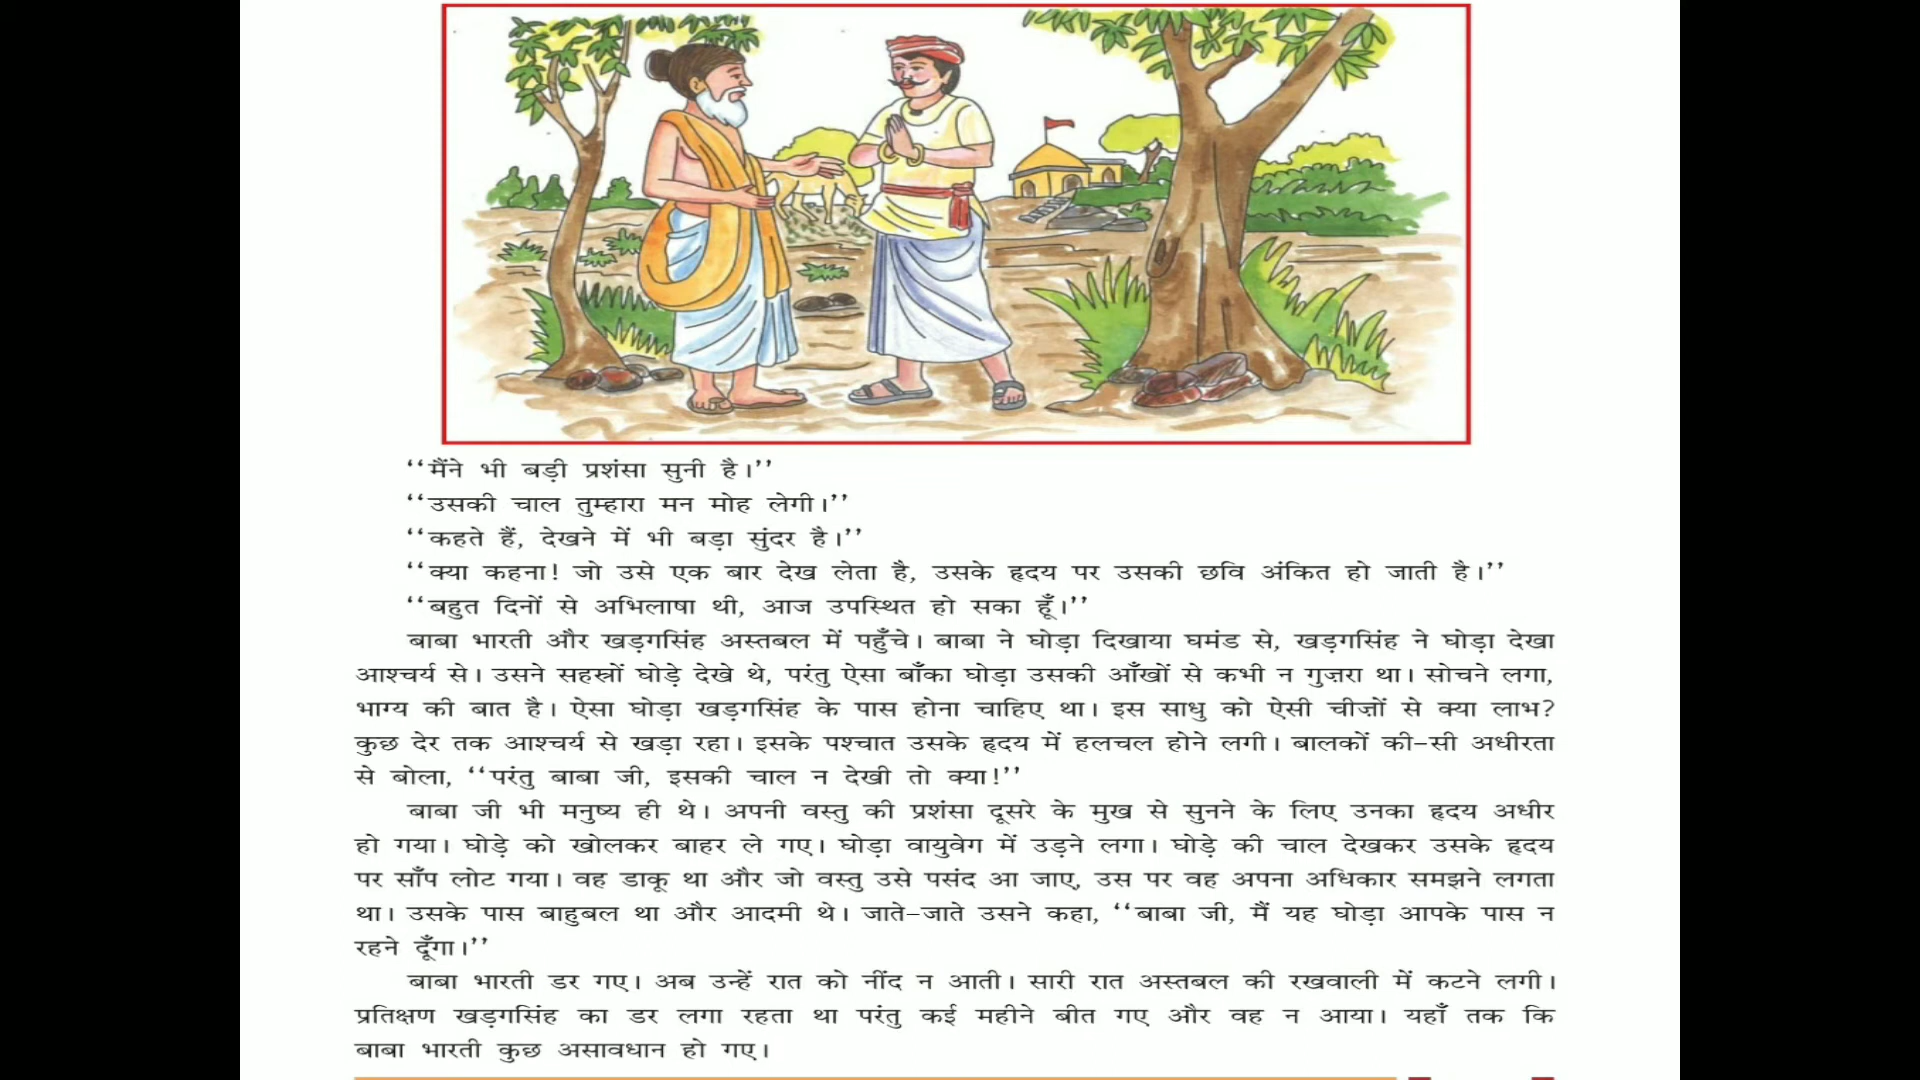 ‘‘मैंने भी बड़ी प्रशंसा सुनी है।’’
‘‘उसकी चाल तुम्हारा मन मोह लेगी।’’
‘‘कहते हैं, देखने में भी बड़ा सुंदर है।’’
‘‘क्या कहना! जो उसे एक बार देख लेता है, उसके हृदय पर उसकी छवि अंकित हो जाती है।’’
‘‘बहुत दिनों से अभिलाषा थी, आज उपस्थित हो सका हूँ।’’
बाबा भारती और खड़गसिंह अस्तबल में पहुँचे। बाबा ने घोड़ा दिखाया घमंड से, खड़गसिंह ने घोड़ा देखा
आश्चर्य से। उसने सहस्रों घोड़े देखे थे, परंतु ऐसा बाँका घोड़ा उसकी आँखों से कभी न गुज़रा था। सोचने लगा,
भाग्य की बात है। ऐसा घोड़ा खड़गसिंह के पास होना चाहिए था। इस साधु को ऐसी चीज़ों से क्या लाभ?
कुछ देर तक आश्चर्य से खड़ा रहा। इसके पश्चात उसके हृदय में हलचल होने लगी। बालकों की–सी अधीरता
से बोला, ‘‘परंतु बाबा जी, इसकी चाल न देखी तो क्या!’’
बाबा जी भी मनुष्य ही थे। अपनी वस्तु की प्रशंसा दूसरे के मुख से सुनने के लिए उनका हृदय अधीर
हो गया। घोड़े को खोलकर बाहर ले गए। घोड़ा वायुवेग में उड़ने लगा। घोड़े की चाल देखकर उसके हृदय
पर साँप लोट गया। वह डाकू था और जो वस्तु उसे पसंद आ जाए, उस पर वह अपना अधिकार समझने लगता
था। उसके पास बाहुबल था और आदमी थे। जाते–जाते उसने कहा, ‘‘बाबा जी, मैं यह घोड़ा आपके पास न
रहने दूँगा।’’
बाबा भारती डर गए। अब उन्हें रात को नींद न आती। सारी रात अस्तबल की रखवाली में कटने लगी।
प्रतिक्षण खड़गसिंह का डर लगा रहता था परंतु कई महीने बीत गए और वह न आया। यहाँ तक कि
बाबा भारती कुछ असावधान हो गए।